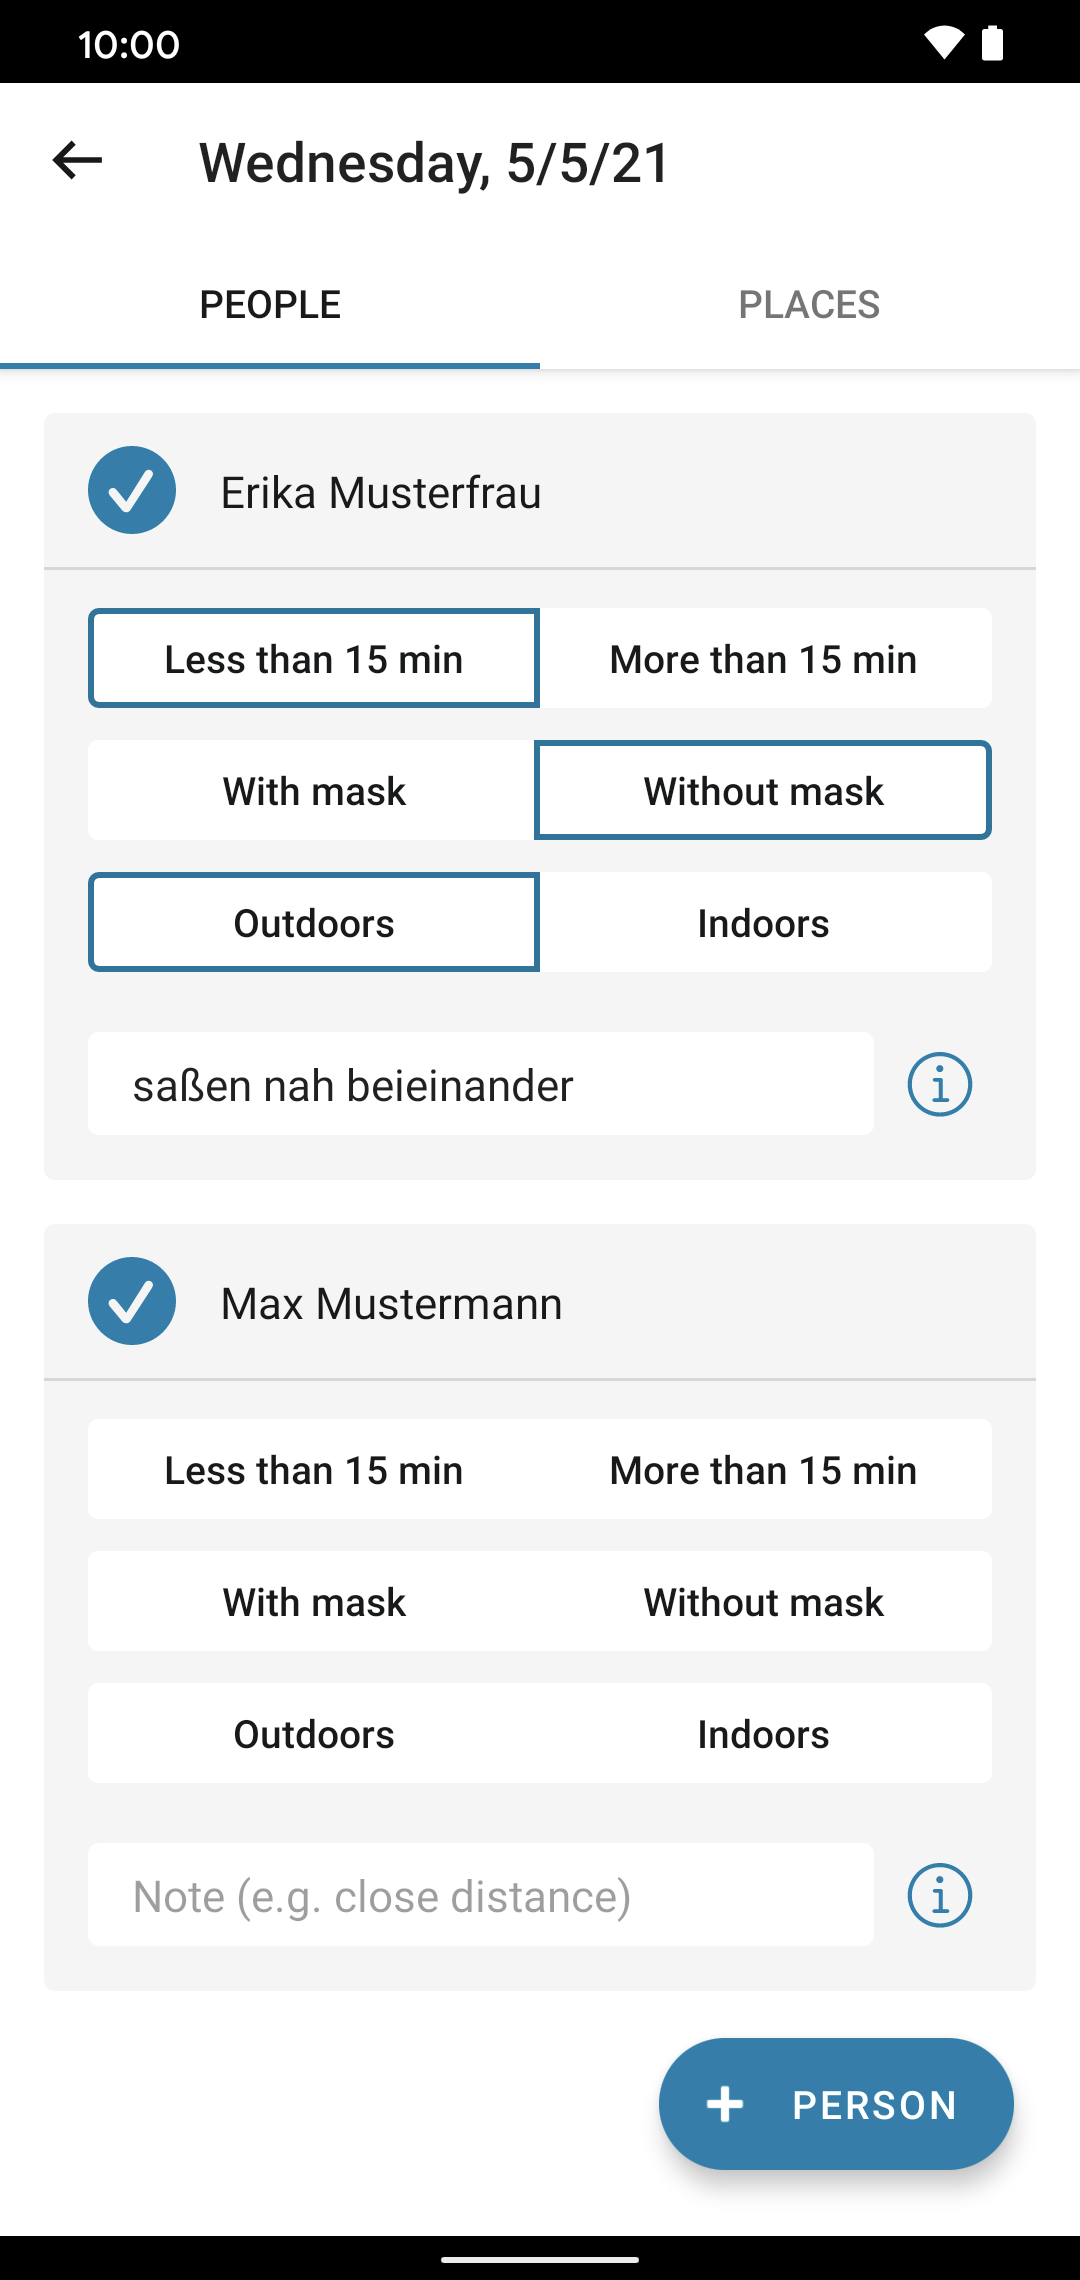 10:00
Wednesday, 5/5/21
PEOPLE PLACES
Erika Musterfrau
Less than 15 min More than 15 min
With mask Without mask
Outdoors Indoors
saßen nah beieinander
Max Mustermann
Less than 15 min More than 15 min
With mask Without mask
Outdoors Indoors
Note (e.g. close distance)
+ PERSON